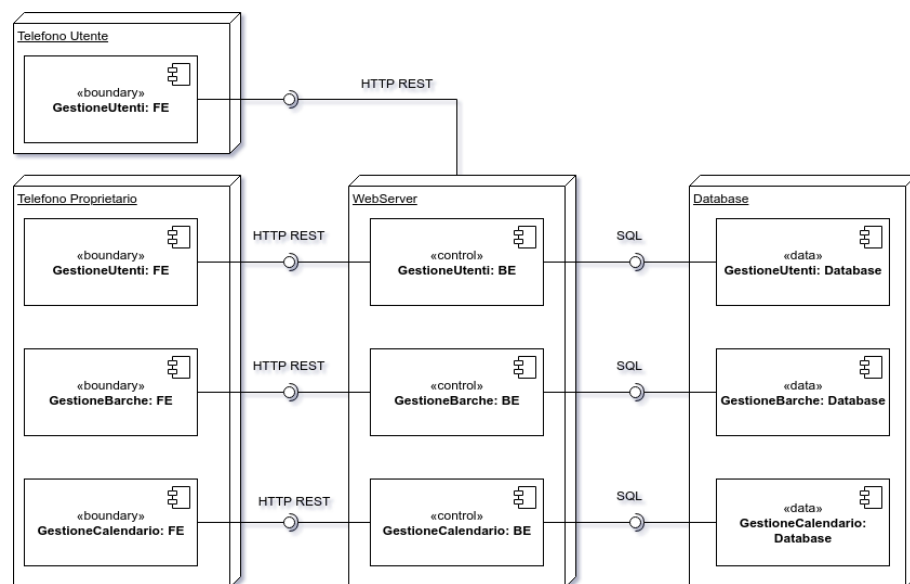 Telefono Utente
«boundary»
GestioneUtenti: FE
HTTP REST
Telefono Proprietario
WebServer
Database
«boundary»
GestioneUtenti: FE
HTTP REST
«control»
GestioneUtenti: BE
SQL
«data»
GestioneUtenti: Database
«boundary»
GestioneBarche: FE
HTTP REST
«control»
GestioneBarche: BE
SQL
«data»
GestioneBarche: Database
«boundary»
GestioneCalendario: FE
HTTP REST
«control»
GestioneCalendario: BE
SQL
«data»
GestioneCalendario:
Database